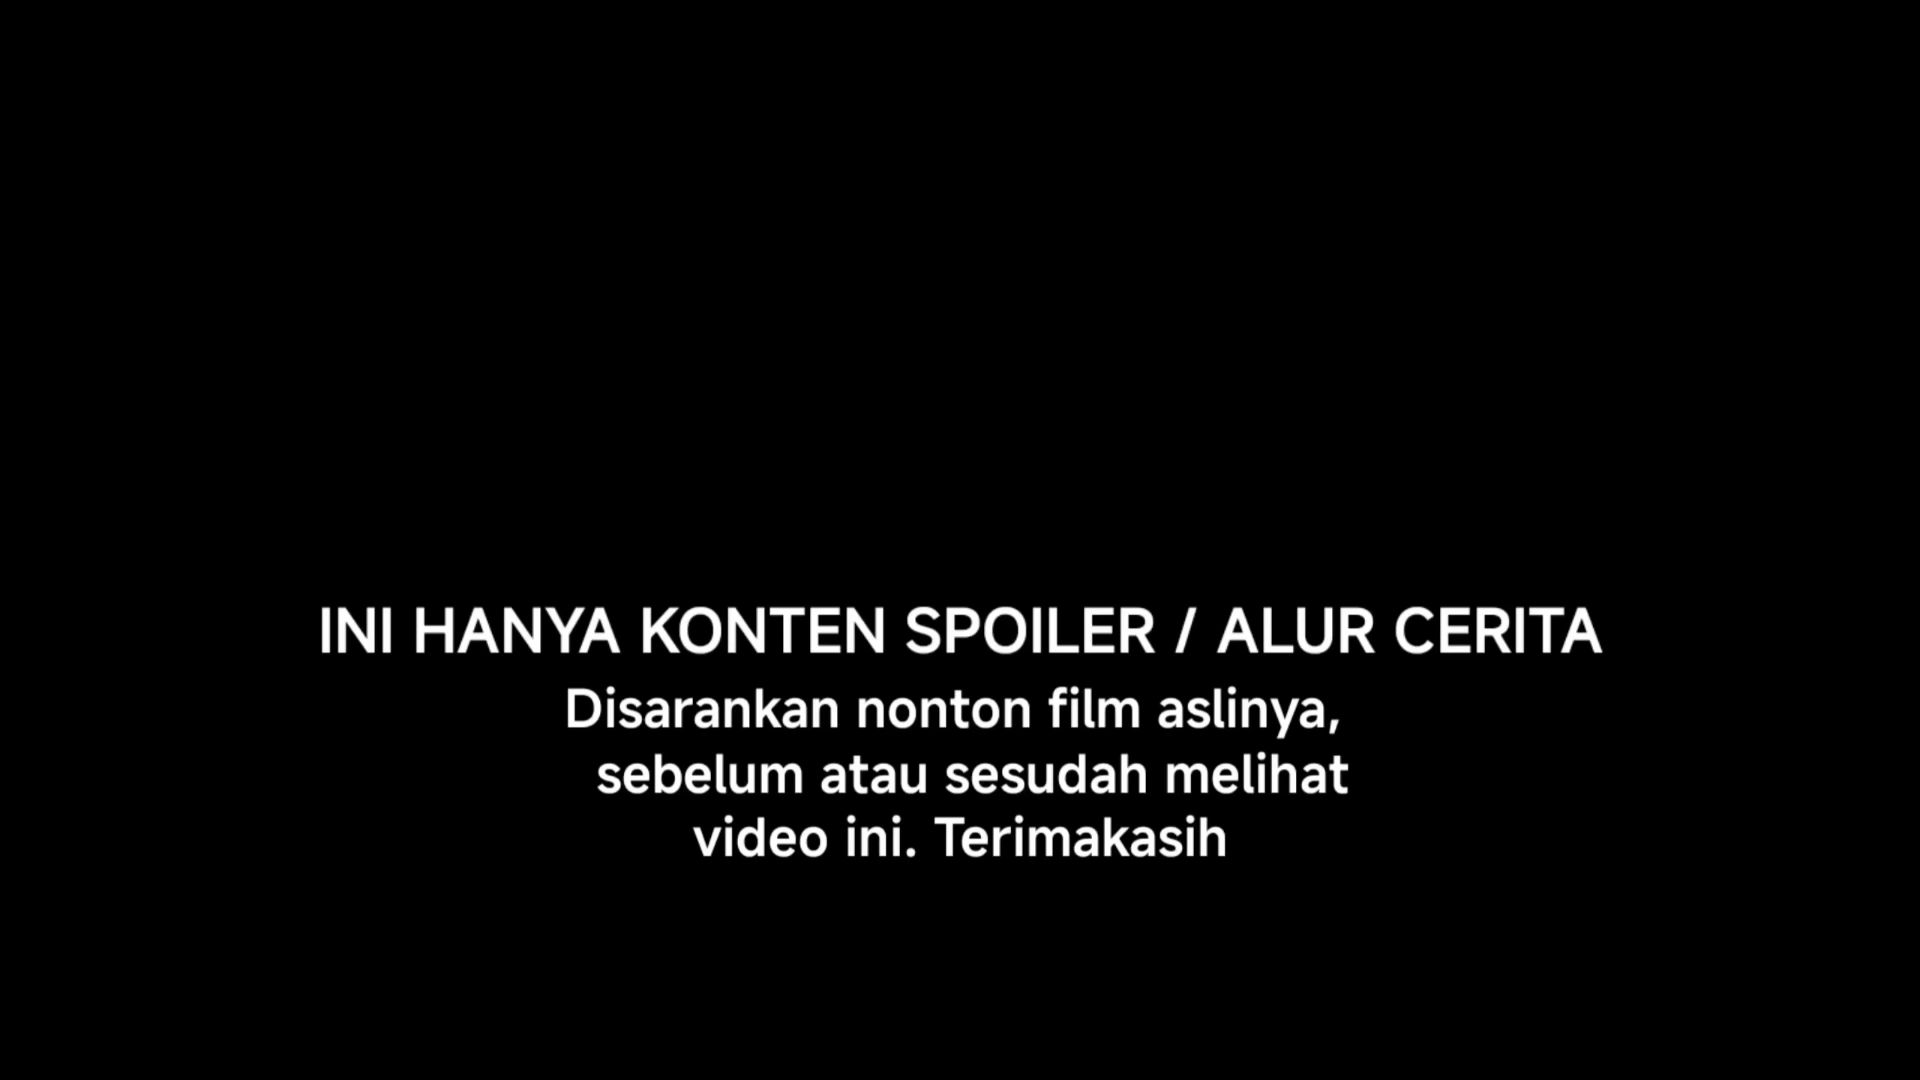 INI HANYA KONTEN SPOILER / ALUR CERITA
Disarankan nonton film aslinya,
sebelum atau sesudah melihat
video ini. Terimakasih